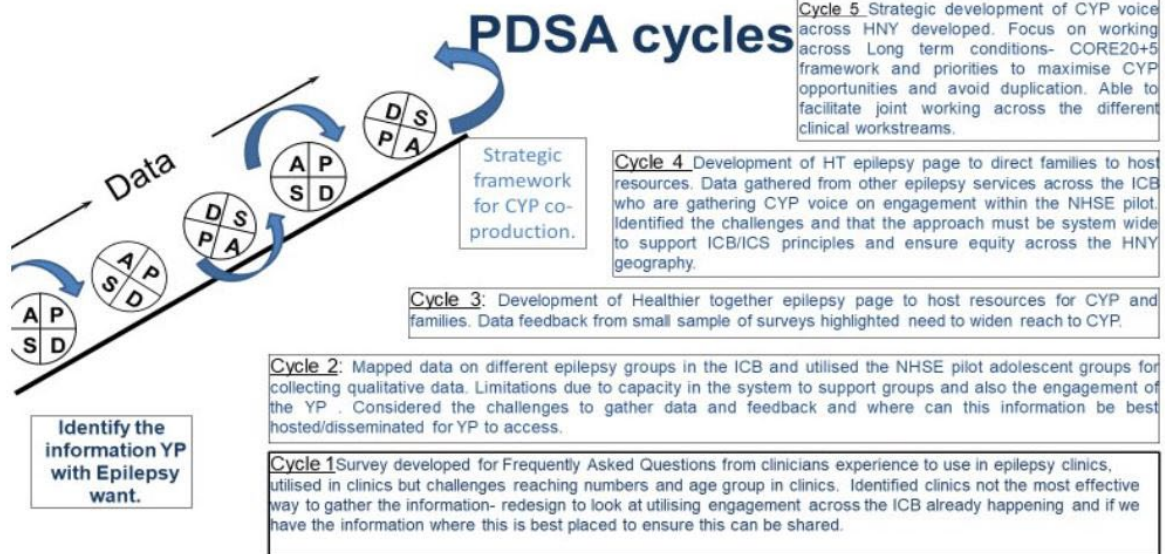 PDSA cycles
Cycle 5 Strategic development of CYP voice
across HNY developed. Focus on working
across Long term conditions- CORE20+5
framework and priorities to maximise CYP
opportunities and avoid duplication. Able to
facilitate joint working across the different
clinical workstreams.
Data
D S
P A
A P
S D
D S
P A
A P
S D
A P
S D
Strategic
framework
for CYP co-
production.
Cycle 4 Development of HT epilepsy page to direct families to host
resources. Data gathered from other epilepsy services across the ICB
who are gathering CYP voice on engagement within the NHSE pilot.
Identified the challenges and that the approach must be system wide
to support ICB/ICS principles and ensure equity across the HNY
geography.
Cycle 3: Development of Healthier together epilepsy page to host resources for CYP and
families. Data feedback from small sample of surveys highlighted need to widen reach to CYP.
Cycle 2: Mapped data on different epilepsy groups in the ICB and utilised the NHSE pilot adolescent groups for
collecting qualitative data. Limitations due to capacity in the system to support groups and also the engagement of
the YP . Considered the challenges to gather data and feedback and where can this information be best
hosted/disseminated for YP to access.
Identify the
information YP
with Epilepsy
want.
Cycle 1Survey developed for Frequently Asked Questions from clinicians experience to use in epilepsy clinics,
utilised in clinics but challenges reaching numbers and age group in clinics. Identified clinics not the most effective
way to gather the information- redesign to look at utilising engagement across the ICB already happening and if we
have the information where this is best placed to ensure this can be shared.